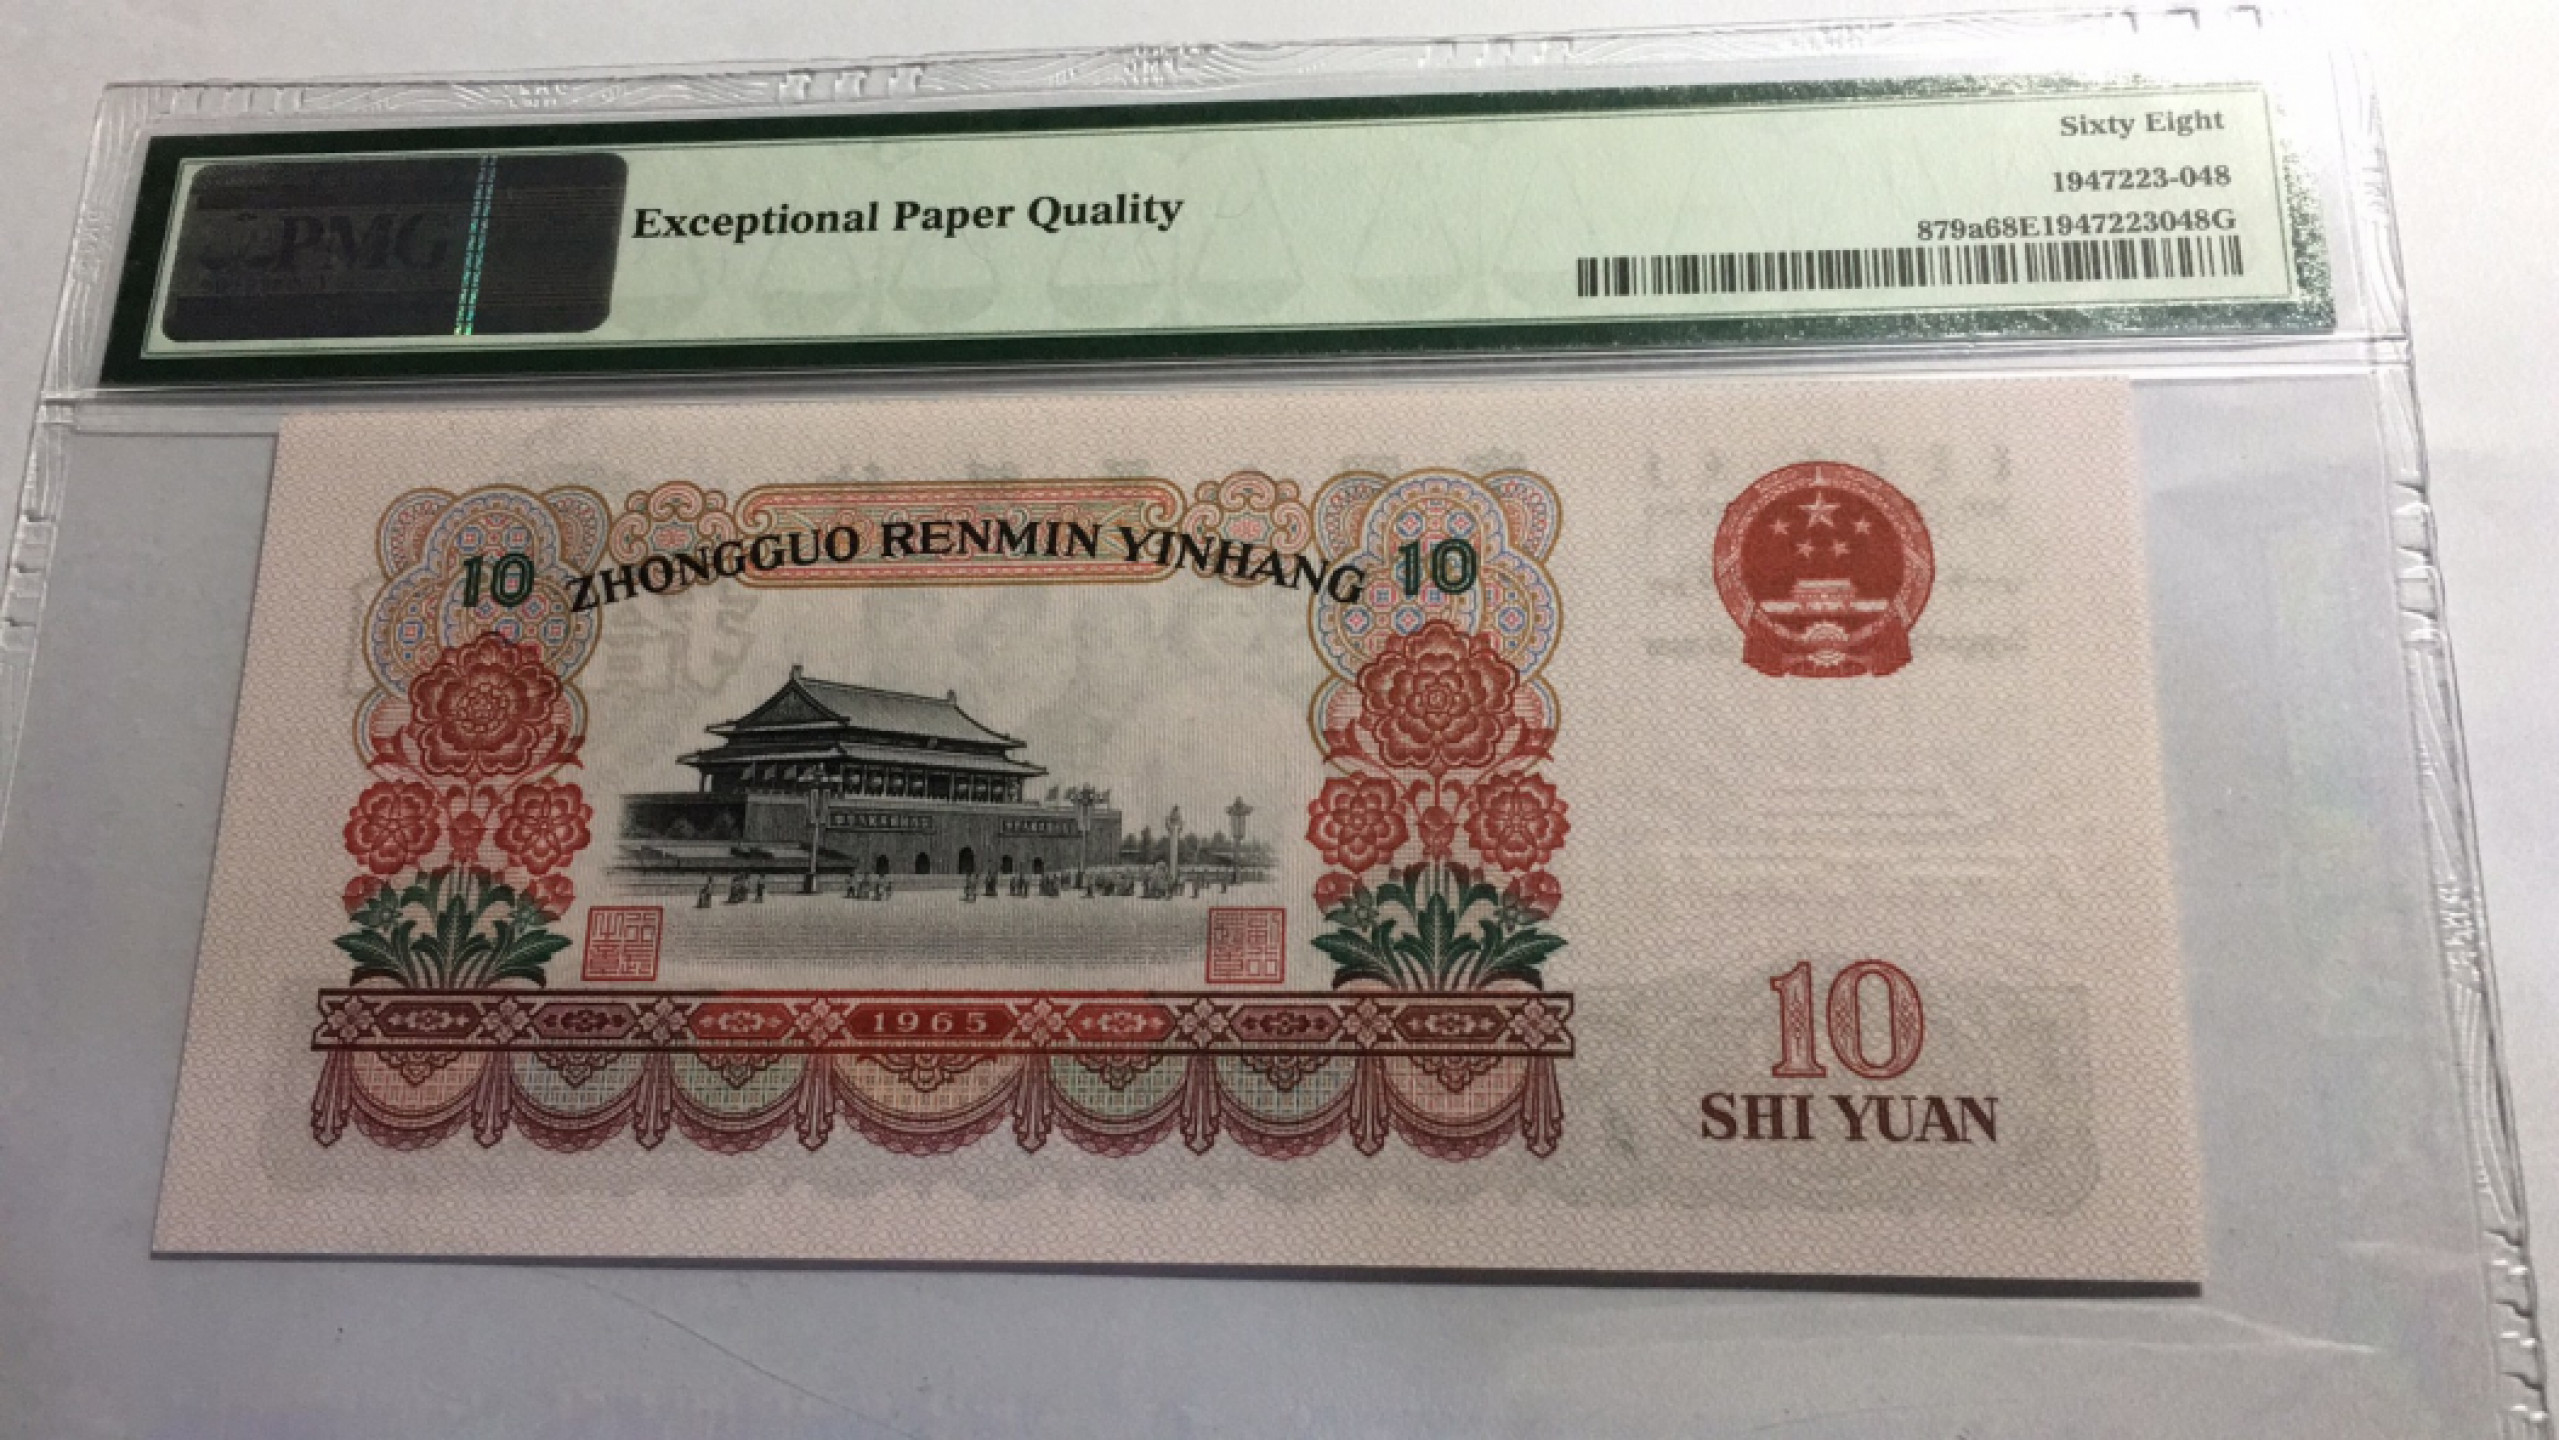 Sixty Eight
1947223-048
879a68E1947223048G
PMG
Exceptional Paper Quality
10 ZHONGGUO RENMIN YINHANG 10
1965
10
SHI YUAN